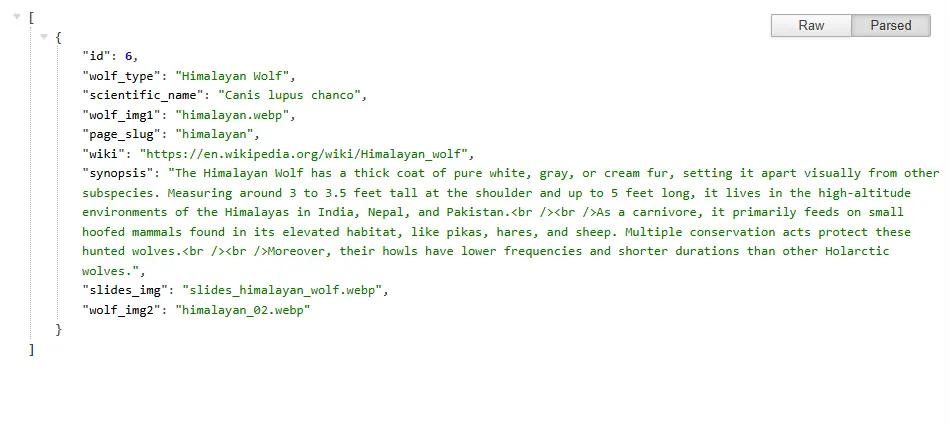 [
Raw Parsed
{
"id": 6,
"wolf_type": "Himalayan Wolf",
"scientific_name": "Canis lupus chanco",
"wolf_img1": "himalayan.webp",
"page_slug": "himalayan",
"wiki": "https://en.wikipedia.org/wiki/Himalayan_wolf",
"synopsis": "The Himalayan Wolf has a thick coat of pure white, gray, or cream fur, setting it apart visually from other
subspecies. Measuring around 3 to 3.5 feet tall at the shoulder and up to 5 feet long, it lives in the high-altitude
environments of the Himalayas in India, Nepal, and Pakistan.<br /><br />As a carnivore, it primarily feeds on small
hoofed mammals found in its elevated habitat, like pikas, hares, and sheep. Multiple conservation acts protect these
hunted wolves.<br /><br />Moreover, their howls have lower frequencies and shorter durations than other Holarctic
wolves.",
"slides_img": "slides_himalayan_wolf.webp",
"wolf_img2": "himalayan_02.webp"
}
]